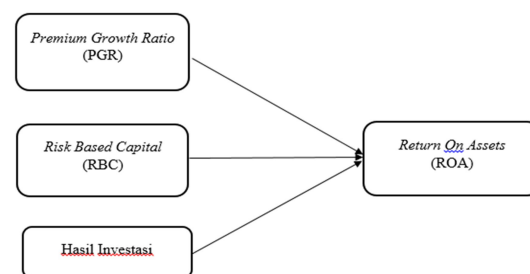 Premium Growth Ratio
(PGR)
Risk Based Capital
(RBC)
Return On Assets
(ROA)
Hasil Investasi